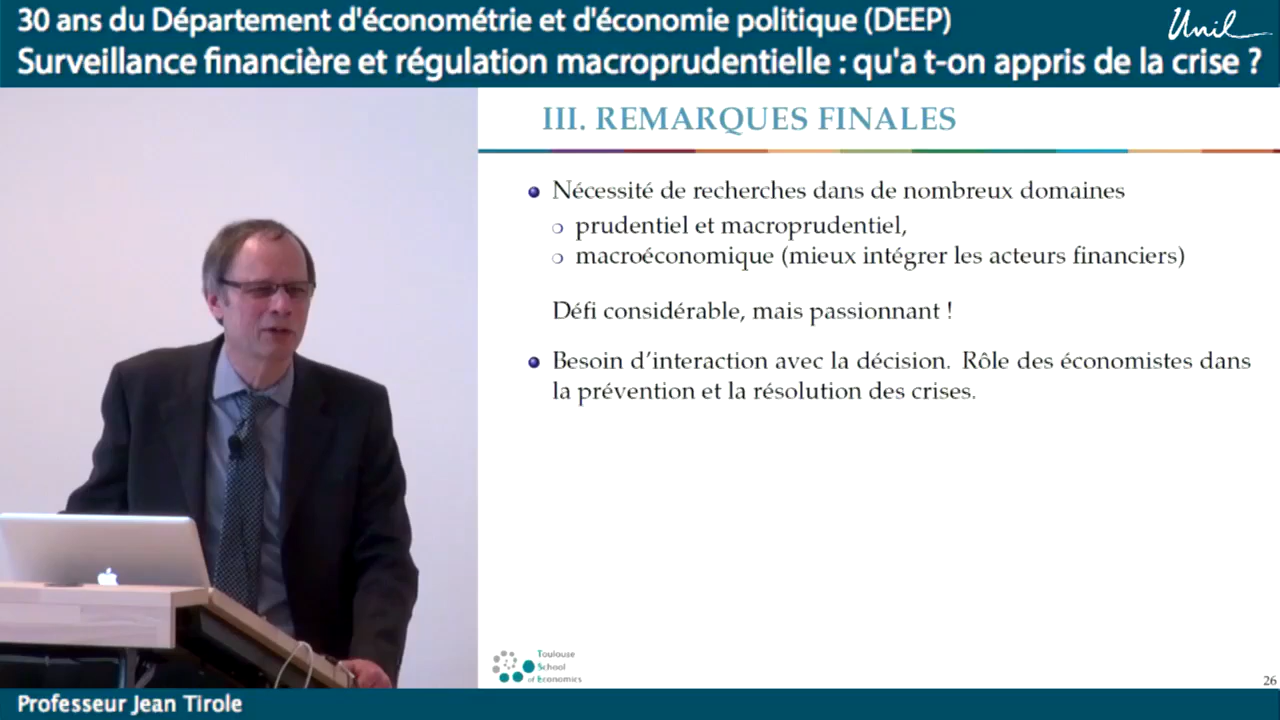 30 ans du Département d'économétrie et d'économie politique (DEEP)
Unil
Surveillance financière et régulation macroprudentielle : qu'a t-on appris de la crise ?
III. REMARQUES FINALES
Nécessité de recherches dans de nombreux domaines
prudentiel et macroprudentiel,
macroéconomique (mieux intégrer les acteurs financiers)
Défi considérable, mais passionnant !
Besoin d'interaction avec la décision. Rôle des économistes dans
la prévention et la résolution des crises.
Toulouse
School
of Economics
26
Professeur Jean Tirole